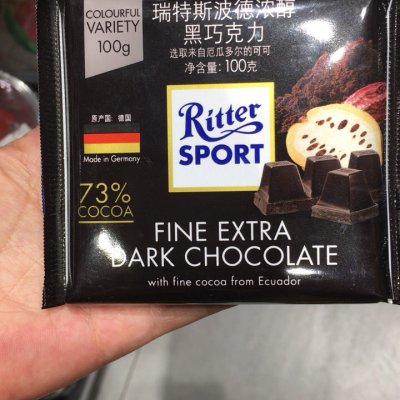 COLOURFUL
VARIETY
100g
瑞特斯波德浓醇
黑巧克力
选取来自厄瓜多尔的可可
净含量:100克
原产国: 德国
Made in Germany
Ritter
SPORT
73%
COCOA
FINE EXTRA
DARK CHOCOLATE
with fine cocoa from Ecuador